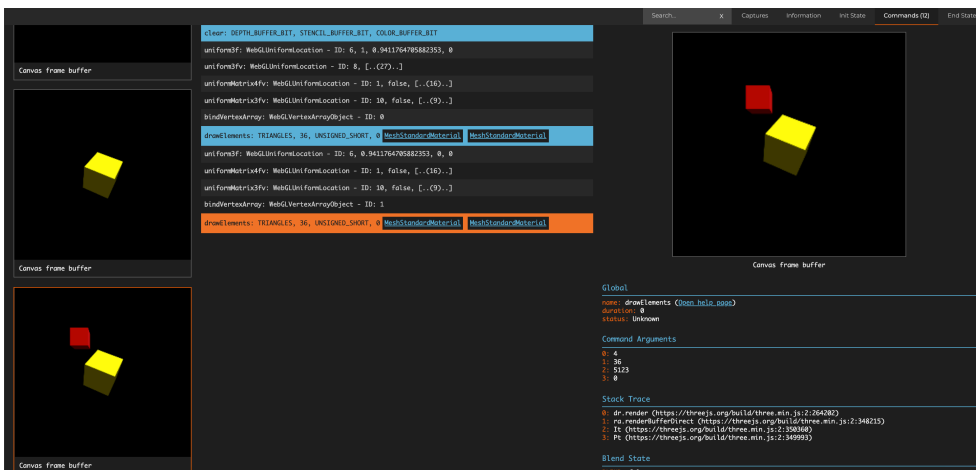 Search... x Captures Information Init State Commands (12) End State
Canvas frame buffer
Canvas frame buffer
Canvas frame buffer
clear: DEPTH_BUFFER_BIT, STENCIL_BUFFER_BIT, COLOR_BUFFER_BIT
uniform3f: WebGLUniformLocation - ID: 6, 1, 0.9411764705882353, 0
uniform3fv: WebGLUniformLocation - ID: 8, [..(27)..]
uniformMatrix4fv: WebGLUniformLocation - ID: 1, false, [..(16)..]
uniformMatrix3fv: WebGLUniformLocation - ID: 10, false, [..(9)..]
bindVertexArray: WebGLVertexArrayObject - ID: 0
drawElements: TRIANGLES, 36, UNSIGNED_SHORT, 0 MeshStandardMaterial MeshStandardMaterial
uniform3f: WebGLUniformLocation - ID: 6, 0.9411764705882353, 0, 0
uniformMatrix4fv: WebGLUniformLocation - ID: 1, false, [..(16)..]
uniformMatrix3fv: WebGLUniformLocation - ID: 10, false, [..(9)..]
bindVertexArray: WebGLVertexArrayObject - ID: 1
drawElements: TRIANGLES, 36, UNSIGNED_SHORT, 0 MeshStandardMaterial MeshStandardMaterial
Canvas frame buffer
Global
name: drawElements (Open help page)
duration: 0
status: Unknown
Command Arguments
0: 4
1: 36
2: 5123
3: 0
Stack Trace
0: dr.render (https://threejs.org/build/three.min.js:2:264202)
1: ra.renderBufferDirect (https://threejs.org/build/three.min.js:2:348215)
2: It (https://threejs.org/build/three.min.js:2:350360)
3: Pt (https://threejs.org/build/three.min.js:2:349993)
Blend State